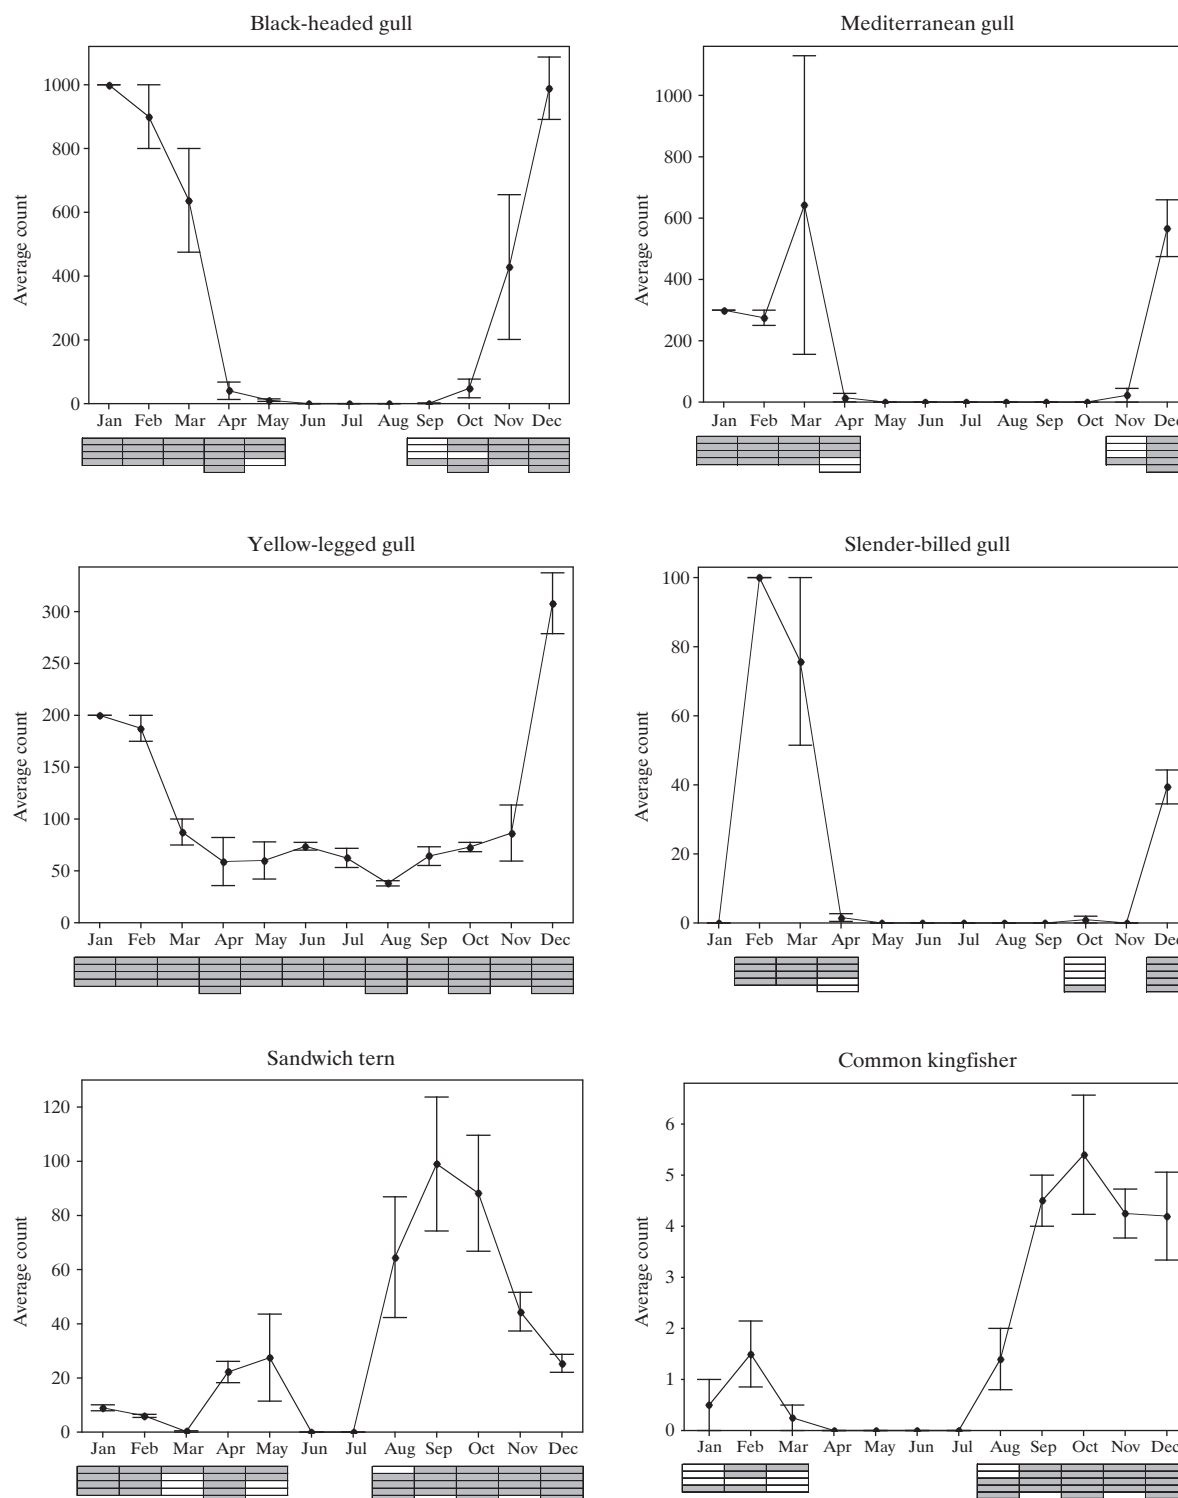 Black-headed gull
Average count
1000
800
600
400
200
0
Jan Feb Mar Apr May Jun Jul Aug Sep Oct Nov Dec
Mediterranean gull
Average count
1000
800
600
400
200
0
Jan Feb Mar Apr May Jun Jul Aug Sep Oct Nov Dec
Yellow-legged gull
Average count
300
250
200
150
100
50
0
Jan Feb Mar Apr May Jun Jul Aug Sep Oct Nov Dec
Slender-billed gull
Average count
100
80
60
40
20
0
Jan Feb Mar Apr May Jun Jul Aug Sep Oct Nov Dec
Sandwich tern
Average count
120
100
80
60
40
20
0
Jan Feb Mar Apr May Jun Jul Aug Sep Oct Nov Dec
Common kingfisher
Average count
6
5
4
3
2
1
0
Jan Feb Mar Apr May Jun Jul Aug Sep Oct Nov Dec